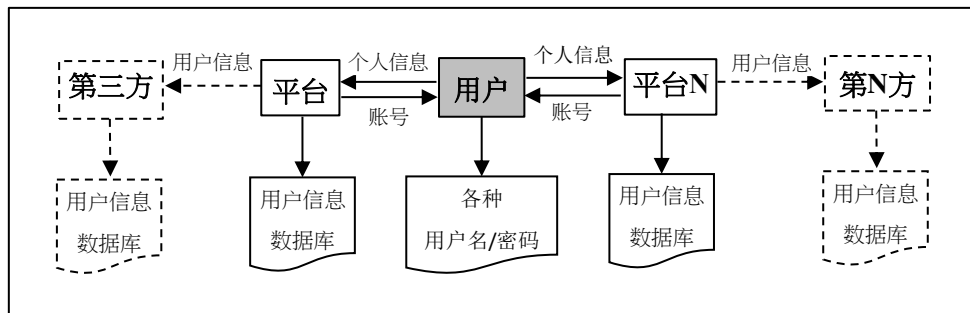 用户信息
个人信息
个人信息
用户信息
第三方
平台
用户
平台N
第N方
账号
账号
用户信息
数据库
用户信息
数据库
各种
用户名/密码
用户信息
数据库
用户信息
数据库